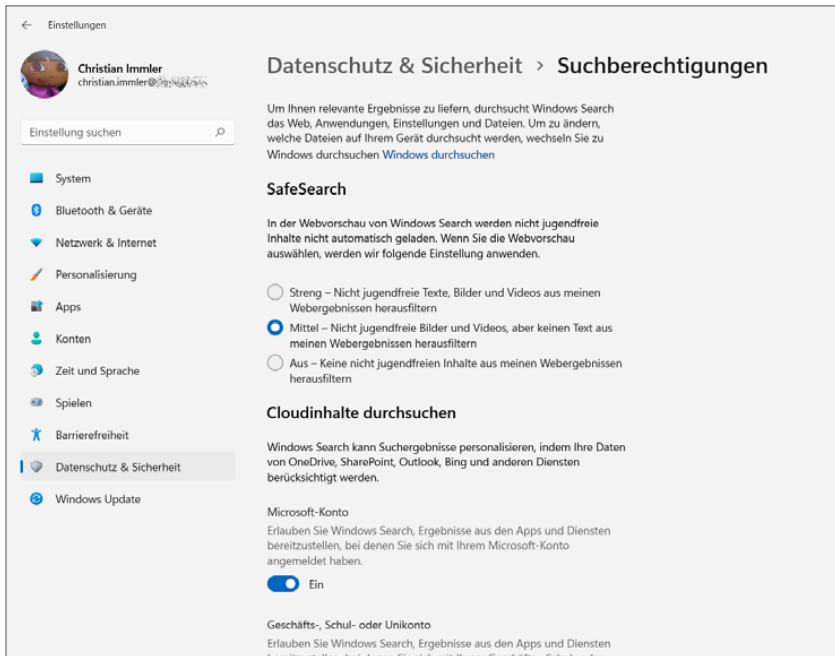 Einstellungen
Christian Immler
christian.immler@
Einstellung suchen
System
Bluetooth & Geräte
Netzwerk & Internet
Personalisierung
Apps
Konten
Zeit und Sprache
Spielen
Barrierefreiheit
Datenschutz & Sicherheit
Windows Update
Datenschutz & Sicherheit › Suchberechtigungen
Um Ihnen relevante Ergebnisse zu liefern, durchsucht Windows Search
das Web, Anwendungen, Einstellungen und Dateien. Um zu ändern,
welche Dateien auf Ihrem Gerät durchsucht werden, wechseln Sie zu
Windows durchsuchen Windows durchsuchen
SafeSearch
In der Webvorschau von Windows Search werden nicht jugendfreie
Inhalte nicht automatisch geladen. Wenn Sie die Webvorschau
auswählen, werden wir folgende Einstellung anwenden.
Streng – Nicht jugendfreie Texte, Bilder und Videos aus meinen
Webergebnissen herausfiltern
Mittel – Nicht jugendfreie Bilder und Videos, aber keinen Text aus
meinen Webergebnissen herausfiltern
Aus – Keine nicht jugendfreien Inhalte aus meinen Webergebnissen
herausfiltern
Cloudinhalte durchsuchen
Windows Search kann Suchergebnisse personalisieren, indem Ihre Daten
von OneDrive, SharePoint, Outlook, Bing und anderen Diensten
berücksichtigt werden.
Microsoft-Konto
Erlauben Sie Windows Search, Ergebnisse aus den Apps und Diensten
bereitzustellen, bei denen Sie sich mit Ihrem Microsoft-Konto
angemeldet haben.
Ein
Geschäfts-, Schul- oder Unikonto
Erlauben Sie Windows Search, Ergebnisse aus den Apps und Diensten